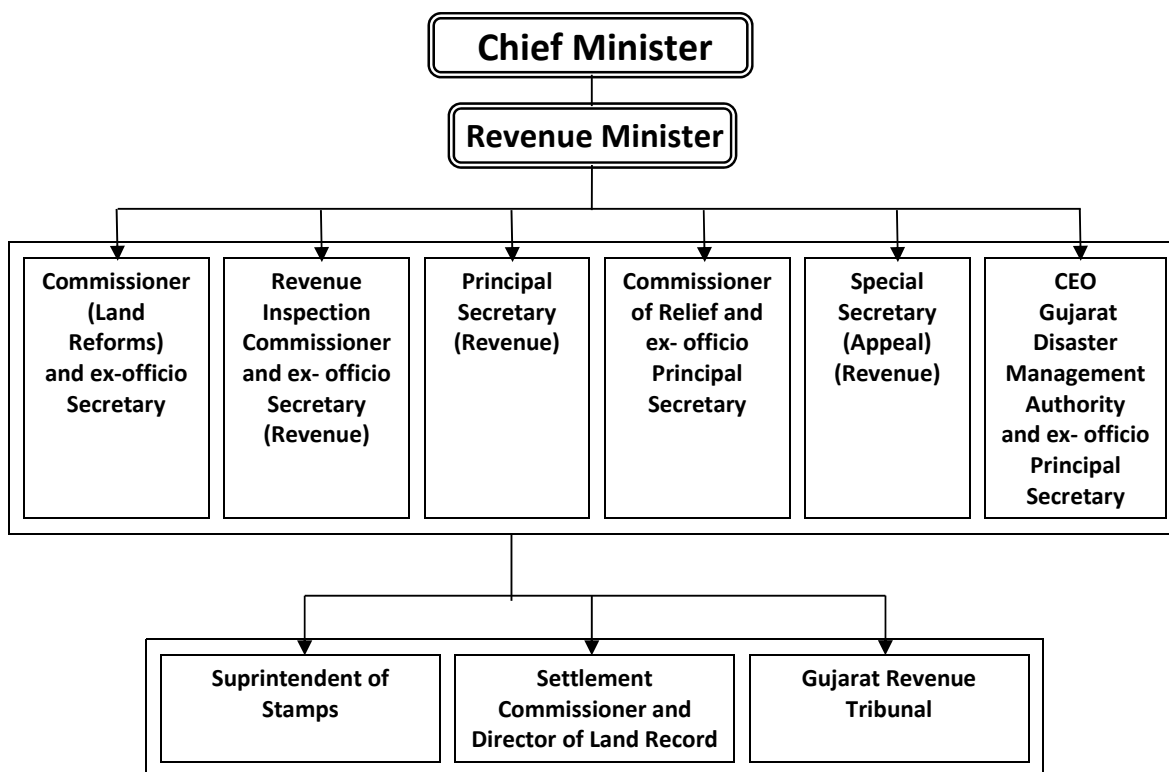 Chief Minister
Revenue Minister
Commissioner
(Land
Reforms)
and ex-officio
Secretary
Revenue
Inspection
Commissioner
and ex- officio
Secretary
(Revenue)
Principal
Secretary
(Revenue)
Commissioner
of Relief and
ex- officio
Principal
Secretary
Special
Secretary
(Appeal)
(Revenue)
CEO
Gujarat
Disaster
Management
Authority
and ex- officio
Principal
Secretary
Suprintendent of
Stamps
Settlement
Commissioner and
Director of Land Record
Gujarat Revenue
Tribunal